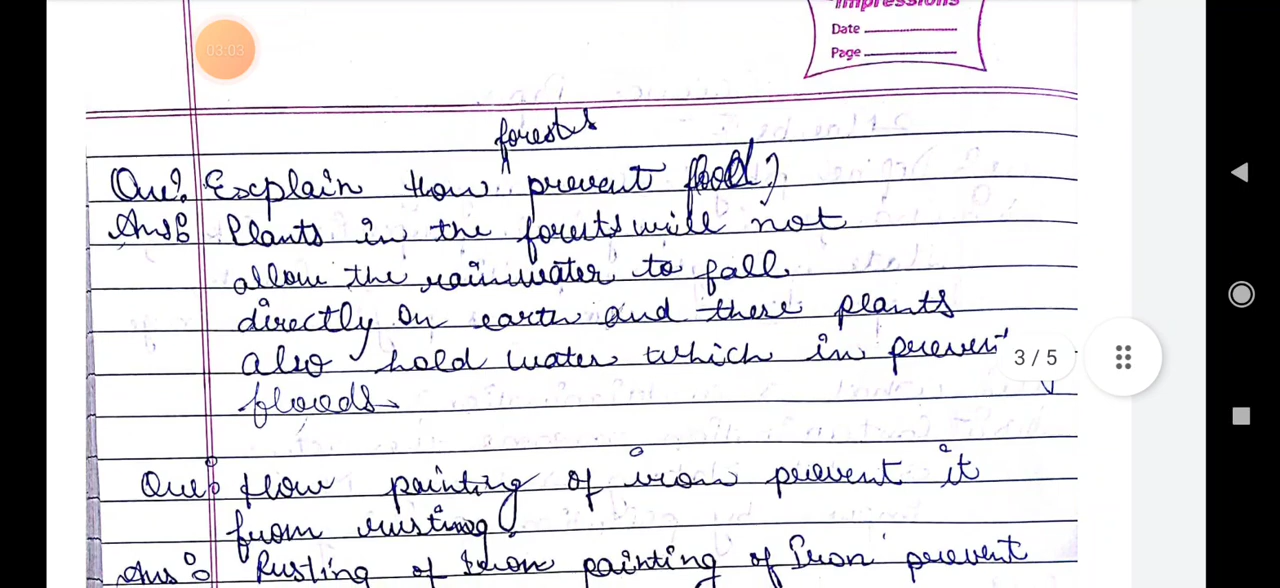 Impressions
03:03
Date
Page
forests
Que? Explain How ^ prevent flood?
Ans: Plants in the forests will not
allow the rainwater to fall
directly on earth and these plants
also hold water which in prevent
floods.
3 / 5
Que: How painting of iron prevent it
from rusting?
Ans: Rusting of Iron painting of Iron prevent